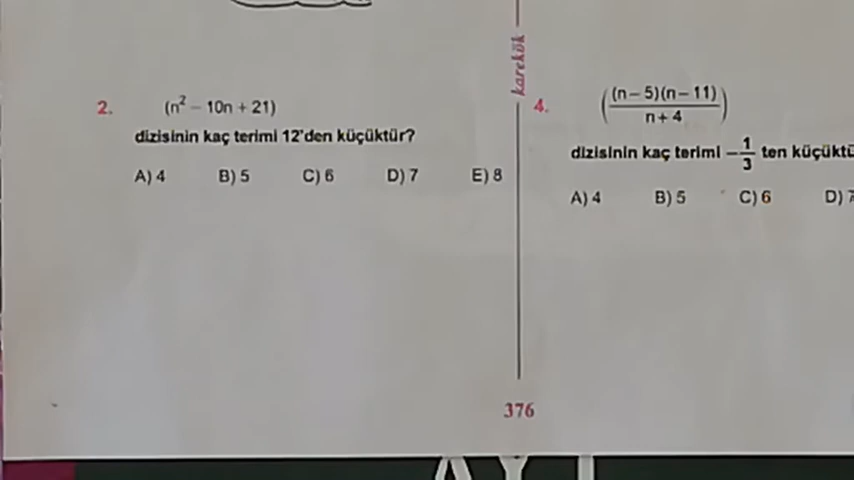 2.
(n² – 10n + 21)
dizisinin kaç terimi 12'den küçüktür?
A) 4 B) 5 C) 6 D) 7 E) 8
karekök
4.
((n – 5)(n – 11) / n + 4)
dizisinin kaç terimi –1/3 ten küçüktü
A) 4 B) 5 C) 6 D) 7
376